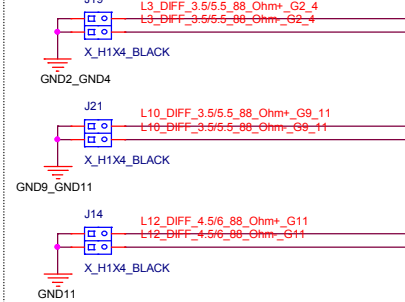 L3_DIFF_3.5/5.5_88_Ohm+_G2_4
L3_DIFF_3.5/5.5_88_Ohm-_G2_4
X_H1X4_BLACK
GND2_GND4
J21
L10_DIFF_3.5/5.5_88_Ohm+_G9_11
L10_DIFF_3.5/5.5_88_Ohm-_G9_11
X_H1X4_BLACK
GND9_GND11
J14
L12_DIFF_4.5/6_88_Ohm+_G11
L12_DIFF_4.5/6_88_Ohm-_G11
X_H1X4_BLACK
GND11